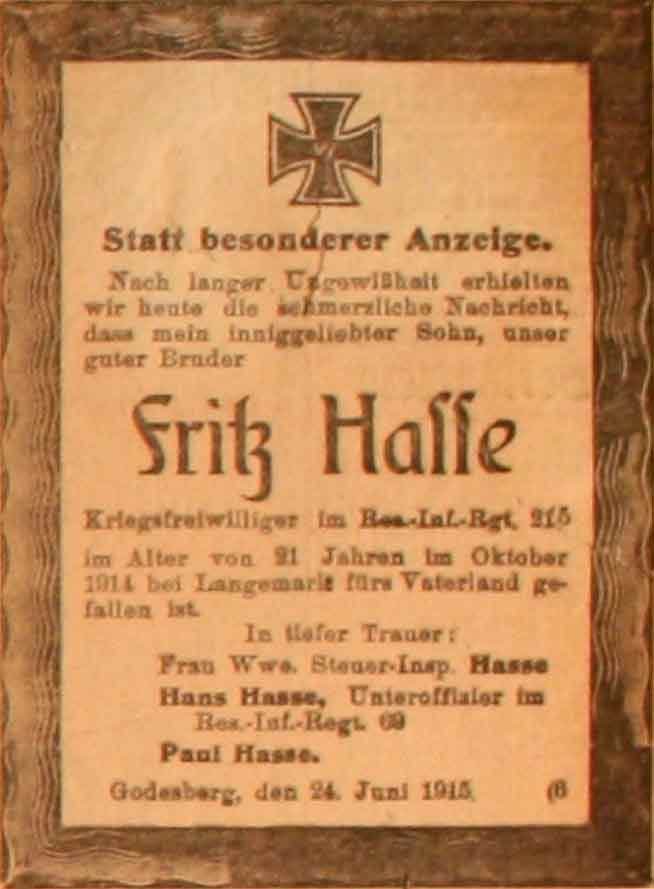 Statt besonderer Anzeige.
Nach langer Ungewißheit erhielten
wir heute die schmerzliche Nachricht,
dass mein inniggeliebter Sohn, unser
guter Bruder
Fritz Hasse
Kriegsfreiwilliger im Res.-Inf.-Rgt. 215
im Alter von 21 Jahren im Oktober
1914 bei Langemark fürs Vaterland ge-
fallen ist.
In tiefer Trauer:
Frau Wwe. Steuer-Insp. Hasse
Hans Hasse, Unteroffizier im
Res.-Inf.-Regt. 69
Paul Hasse.
Godesberg, den 24. Juni 1915. (6